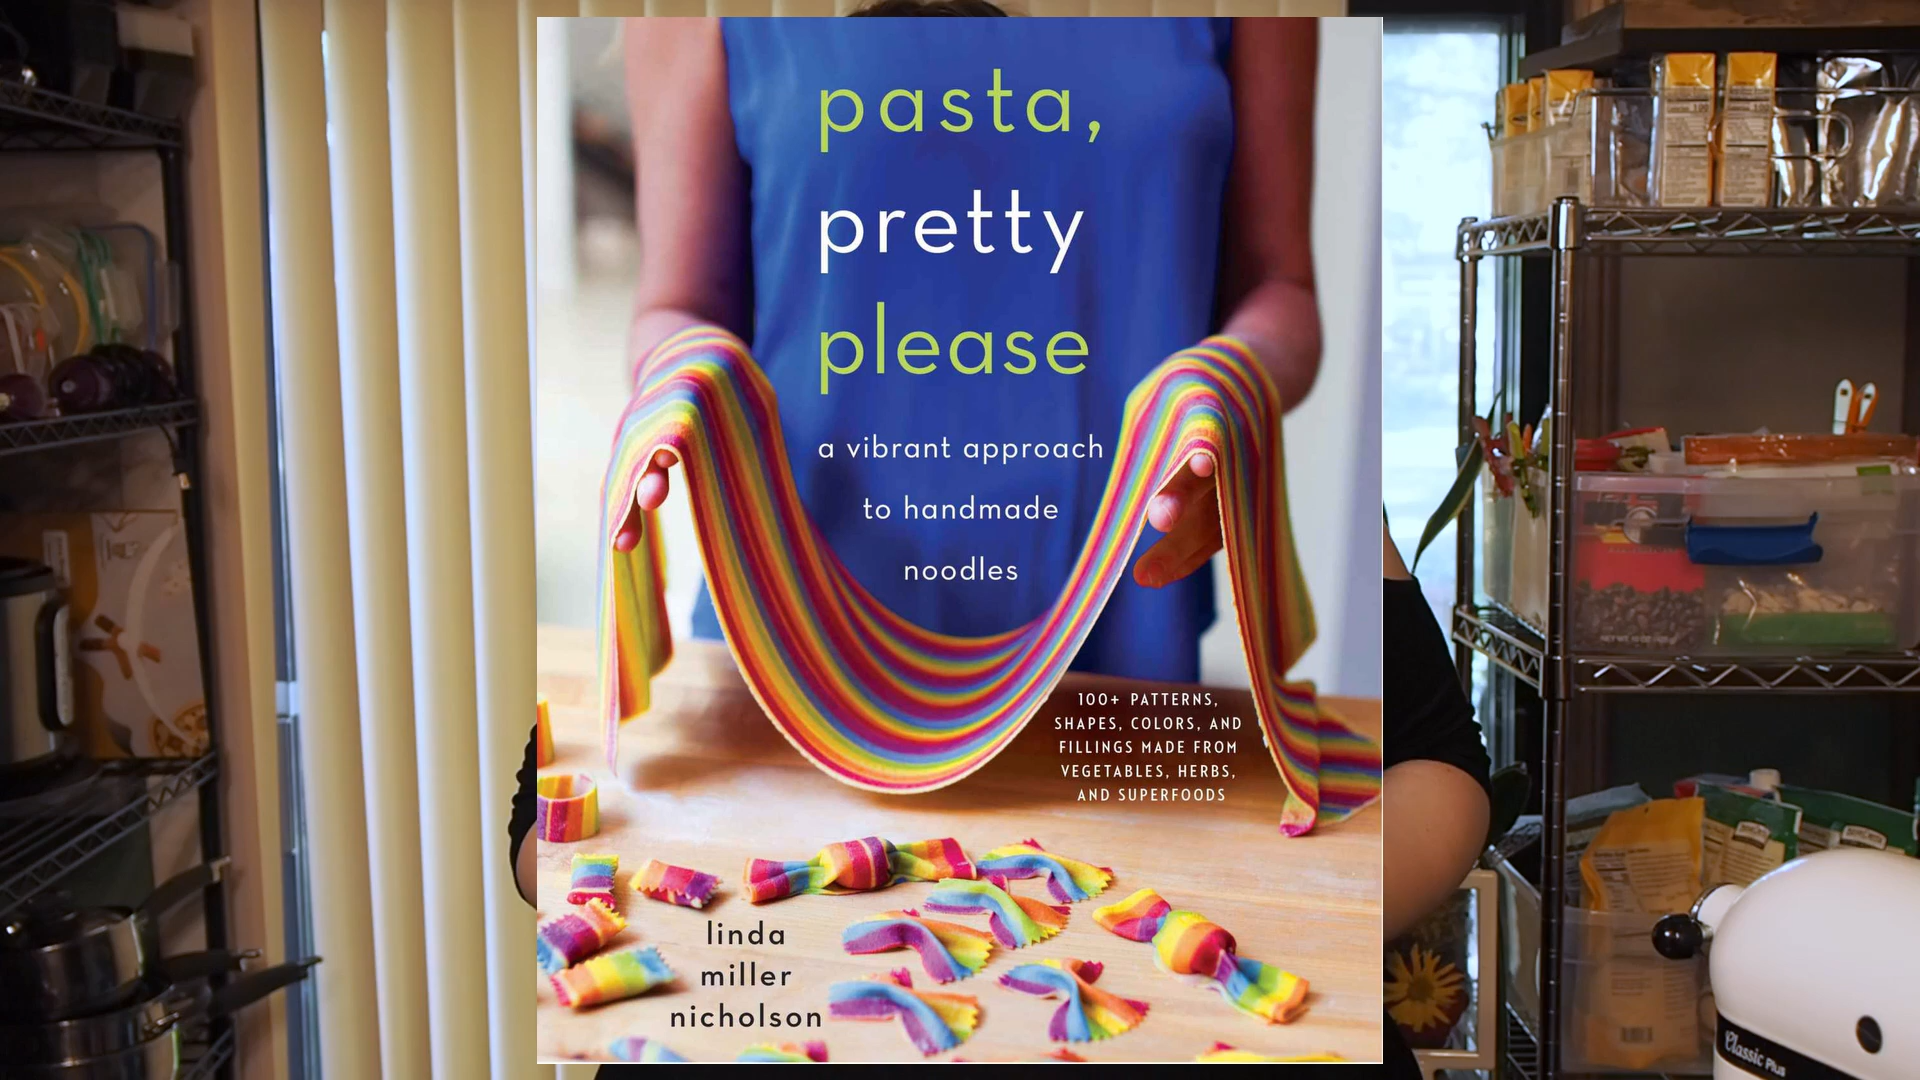 pasta,
pretty
please
a vibrant approach
to handmade
noodles
100+ PATTERNS,
SHAPES, COLORS, AND
FILLINGS MADE FROM
VEGETABLES, HERBS,
AND SUPERFOODS
linda
miller
nicholson
Classic Plus